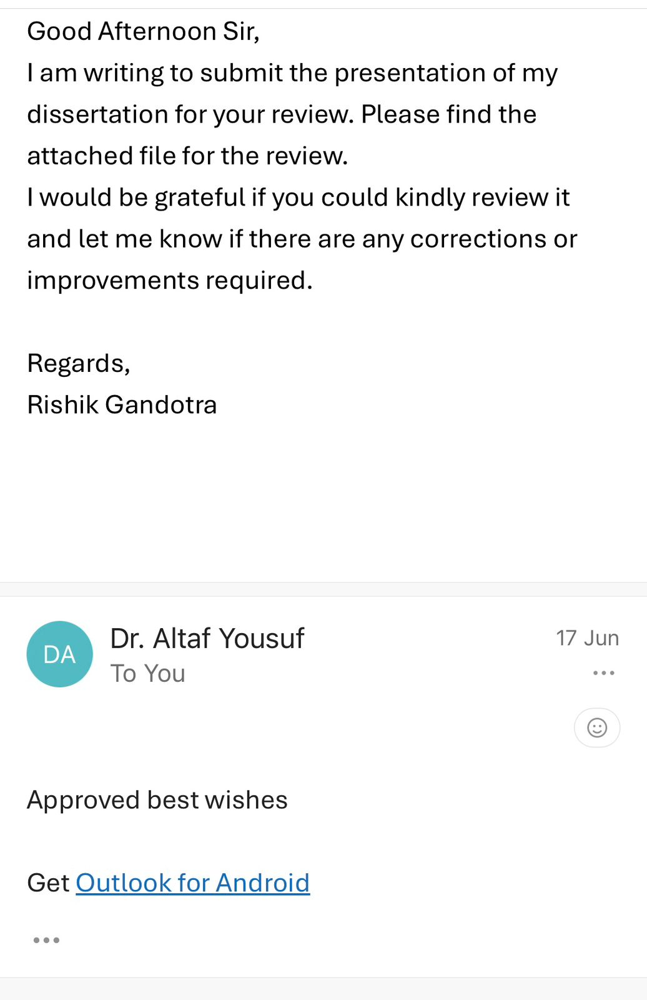 Good Afternoon Sir,
I am writing to submit the presentation of my
dissertation for your review. Please find the
attached file for the review.
I would be grateful if you could kindly review it
and let me know if there are any corrections or
improvements required.
Regards,
Rishik Gandotra
DA
Dr. Altaf Yousuf
17 Jun
To You
Approved best wishes
Get Outlook for Android